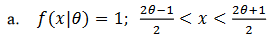 a. f(x|θ) = 1; (2θ−1)/2 < x < (2θ+1)/2